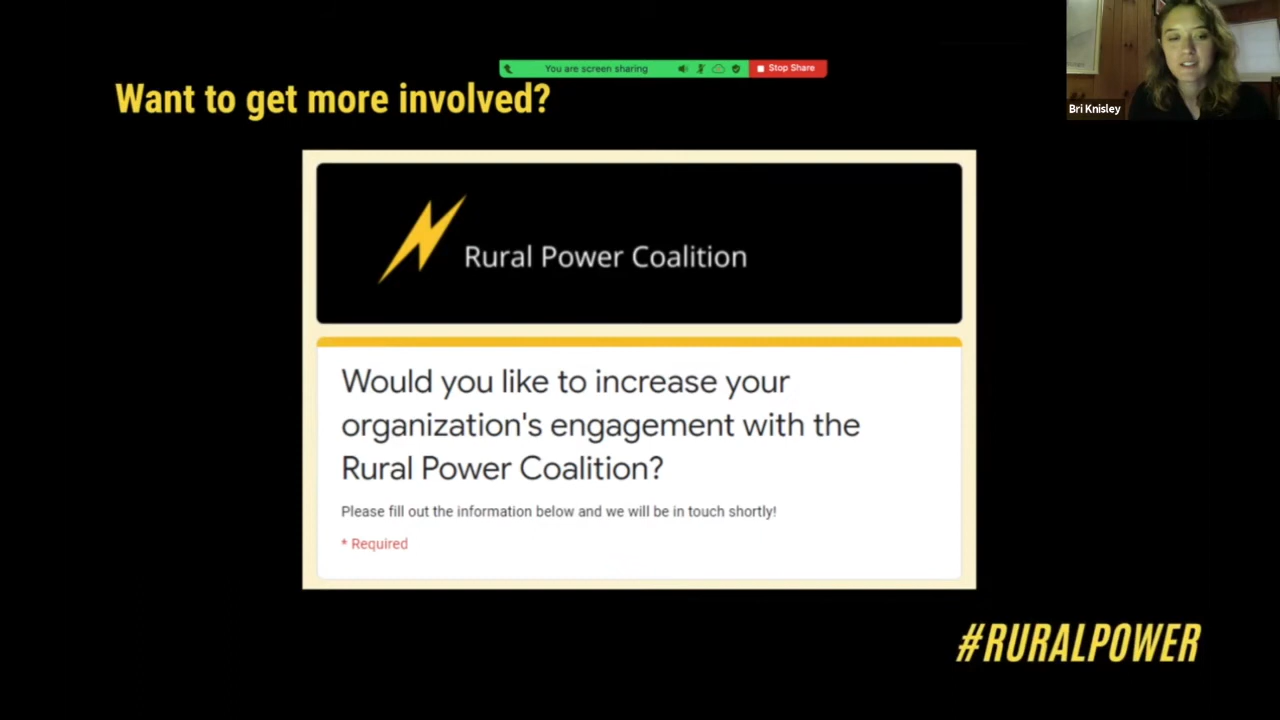 You are screen sharing
Stop Share
Want to get more involved?
Bri Knisley
Rural Power Coalition
Would you like to increase your
organization's engagement with the
Rural Power Coalition?
Please fill out the information below and we will be in touch shortly!
* Required
#RURALPOWER